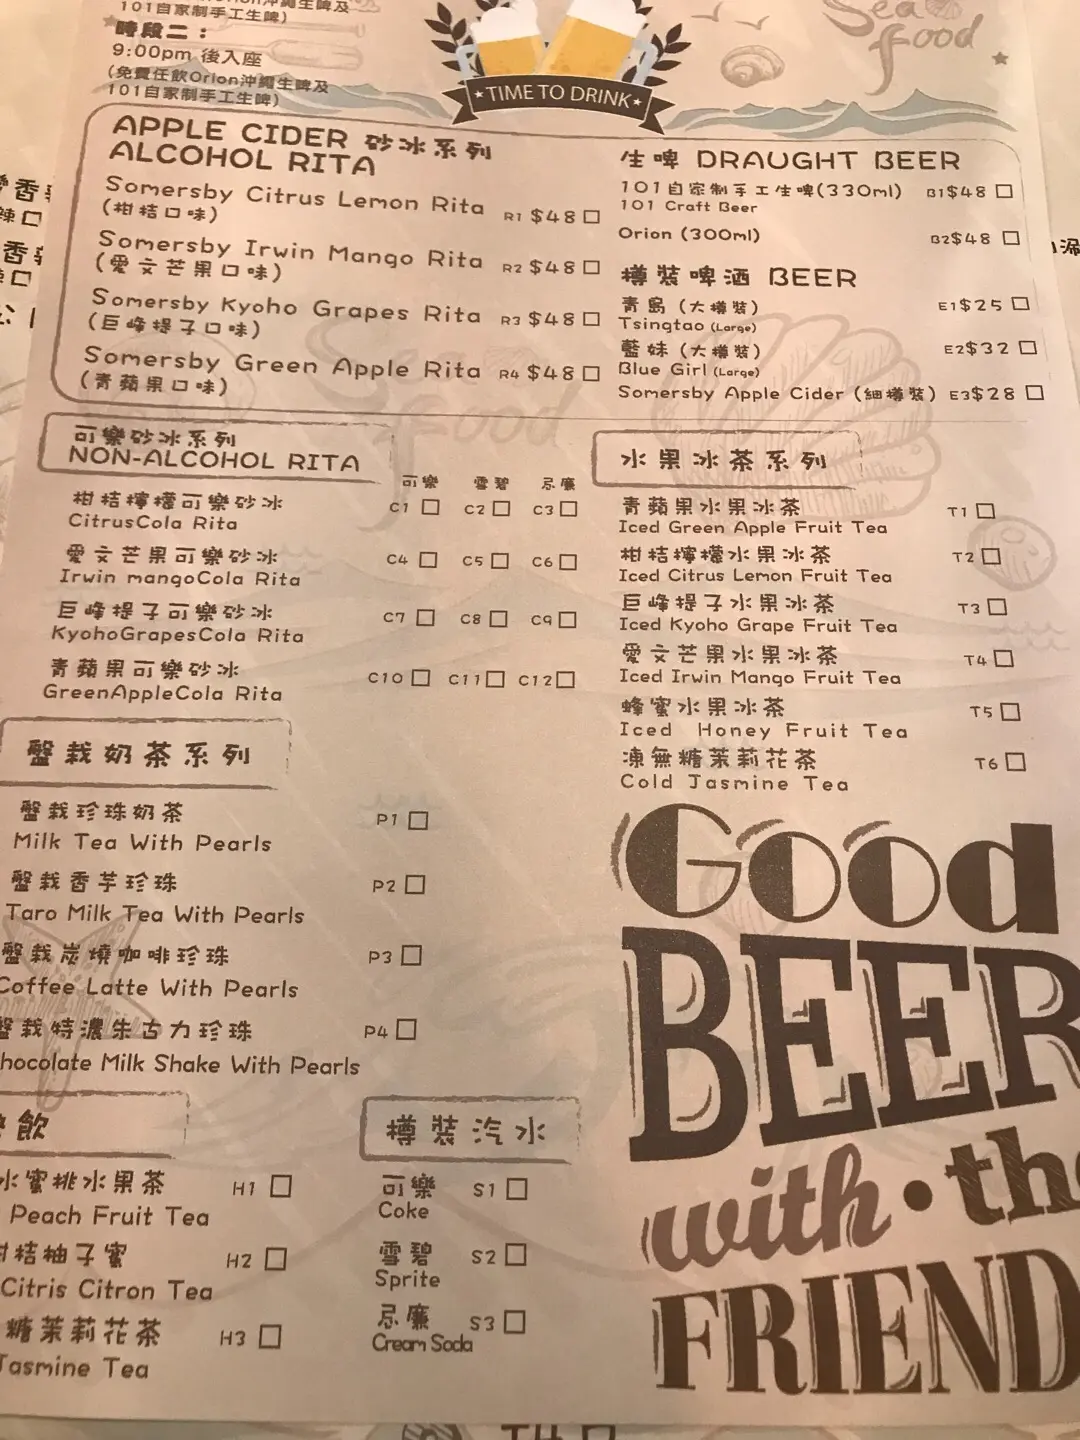 101自家制手工生啤)
時段二：
9:00pm 後入座
(免費任飲Orion沖繩生啤及
101自家制手工生啤)
Sea
food
TIME TO DRINK
APPLE CIDER 砂冰系列
ALCOHOL RITA
Somersby Citrus Lemon Rita R1 $48 □
(柑桔口味)
Somersby Irwin Mango Rita R2 $48 □
(愛文芒果口味)
Somersby Kyoho Grapes Rita R3 $48 □
(巨峰提子口味)
Somersby Green Apple Rita R4 $48 □
(青蘋果口味)
生啤 DRAUGHT BEER
101自家制手工生啤(330ml) B1$48 □
101 Craft Beer
Orion (300ml) B2$48 □
樽裝啤酒 BEER
青島 (大樽裝) E1$25 □
Tsingtao (Large)
藍妹 (大樽裝) E2$32 □
Blue Girl (Large)
Somersby Apple Cider (細樽裝) E3$28 □
可樂砂冰系列
NON-ALCOHOL RITA
可樂 雪碧 忌廉
柑桔檸檬可樂砂冰 C1 □ C2 □ C3 □
CitrusCola Rita
愛文芒果可樂砂冰 C4 □ C5 □ C6 □
Irwin mangoCola Rita
巨峰提子可樂砂冰 C7 □ C8 □ C9 □
KyohoGrapesCola Rita
青蘋果可樂砂冰 C10 □ C11 □ C12 □
GreenAppleCola Rita
水果冰茶系列
青蘋果水果冰茶 T1 □
Iced Green Apple Fruit Tea
柑桔檸檬水果冰茶 T2 □
Iced Citrus Lemon Fruit Tea
巨峰提子水果冰茶 T3 □
Iced Kyoho Grape Fruit Tea
愛文芒果水果冰茶 T4 □
Iced Irwin Mango Fruit Tea
蜂蜜水果冰茶 T5 □
Iced Honey Fruit Tea
凍無糖茉莉花茶 T6 □
Cold Jasmine Tea
盤栽奶茶系列
盤栽珍珠奶茶 P1 □
Milk Tea With Pearls
盤栽香芋珍珠 P2 □
Taro Milk Tea With Pearls
盤栽炭燒咖啡珍珠 P3 □
Coffee Latte With Pearls
盤栽特濃朱古力珍珠 P4 □
hocolate Milk Shake With Pearls
飲
水蜜桃水果茶 H1 □
Peach Fruit Tea
柑桔柚子蜜 H2 □
Citris Citron Tea
糖茉莉花茶 H3 □
Jasmine Tea
樽裝汽水
可樂 S1 □
Coke
雪碧 S2 □
Sprite
忌廉 S3 □
Cream Soda
Good
BEER
with • the
FRIEND